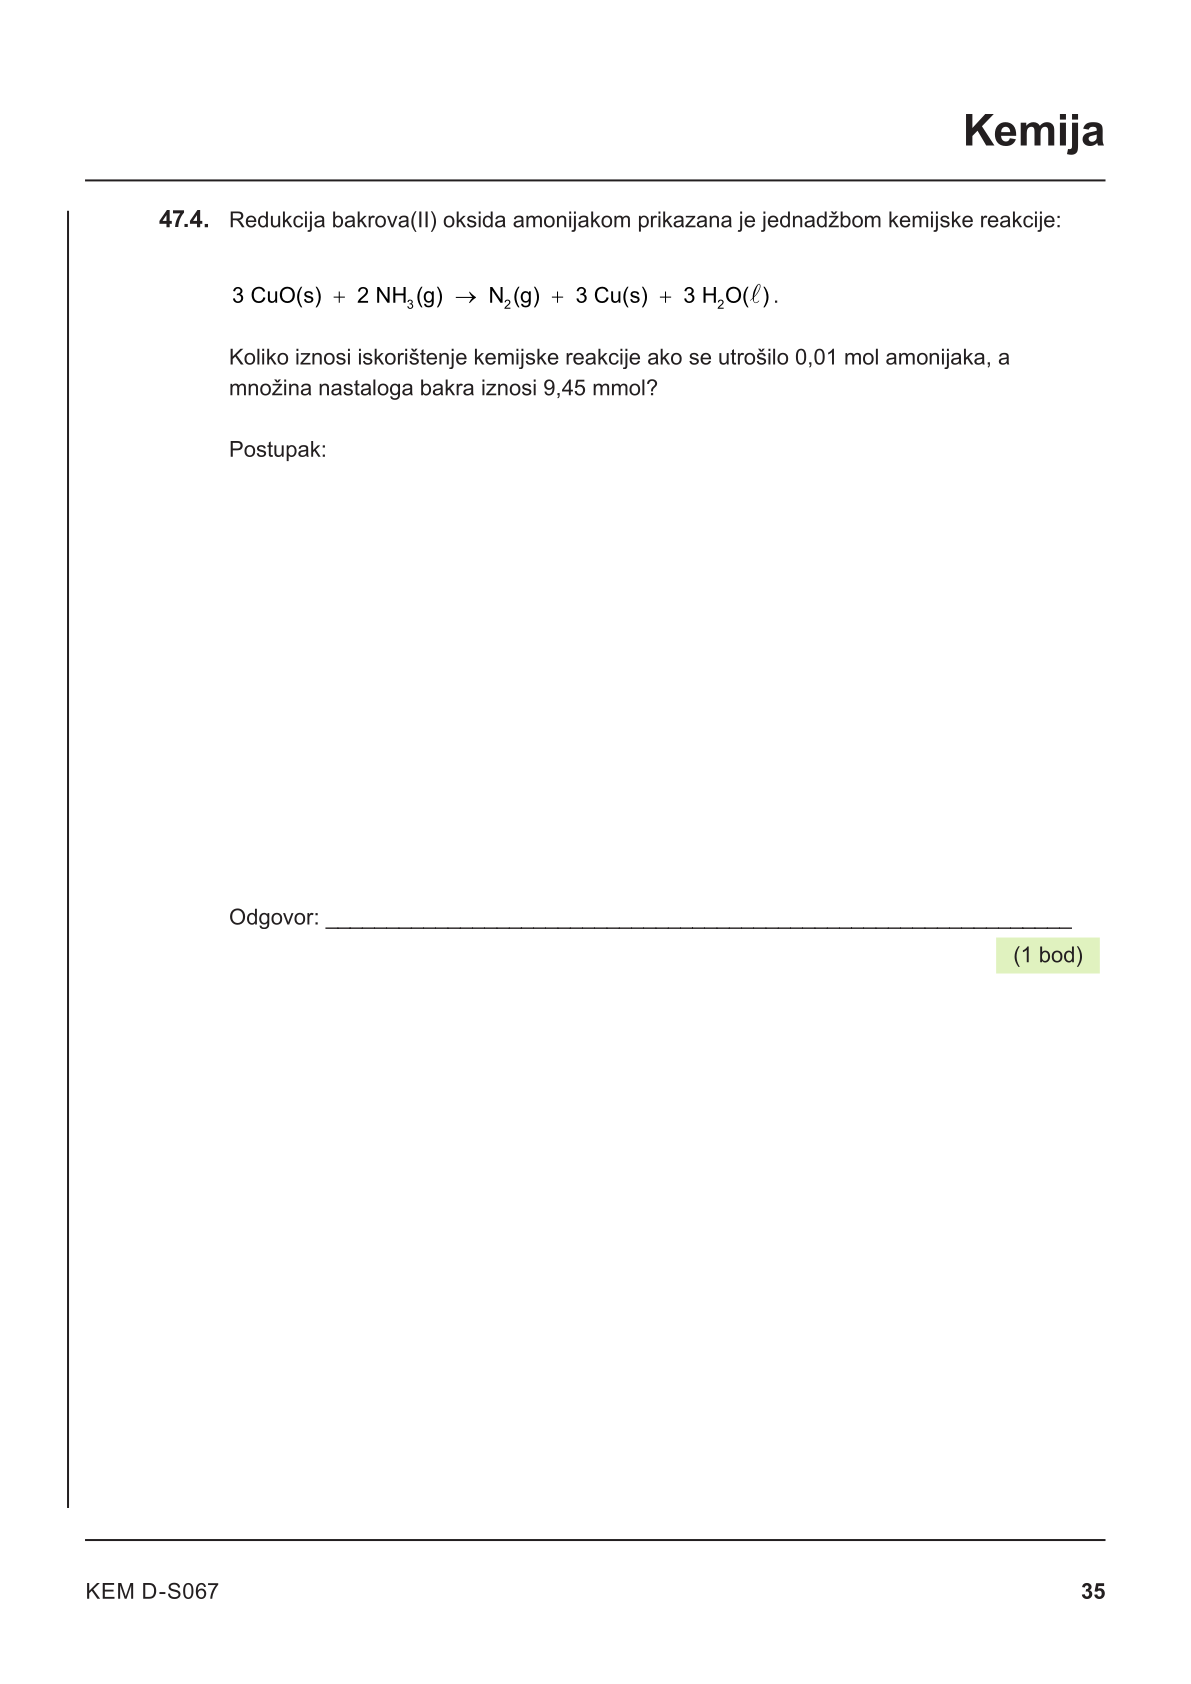 Kemija
47.4. Redukcija bakrova(II) oksida amonijakom prikazana je jednadžbom kemijske reakcije:
3 CuO(s) + 2 NH₃(g) → N₂(g) + 3 Cu(s) + 3 H₂O(ℓ).
Koliko iznosi iskorištenje kemijske reakcije ako se utrošilo 0,01 mol amonijaka, a
množina nastaloga bakra iznosi 9,45 mmol?
Postupak:
Odgovor: _____________________________________________________________
(1 bod)
KEM D-S067
35